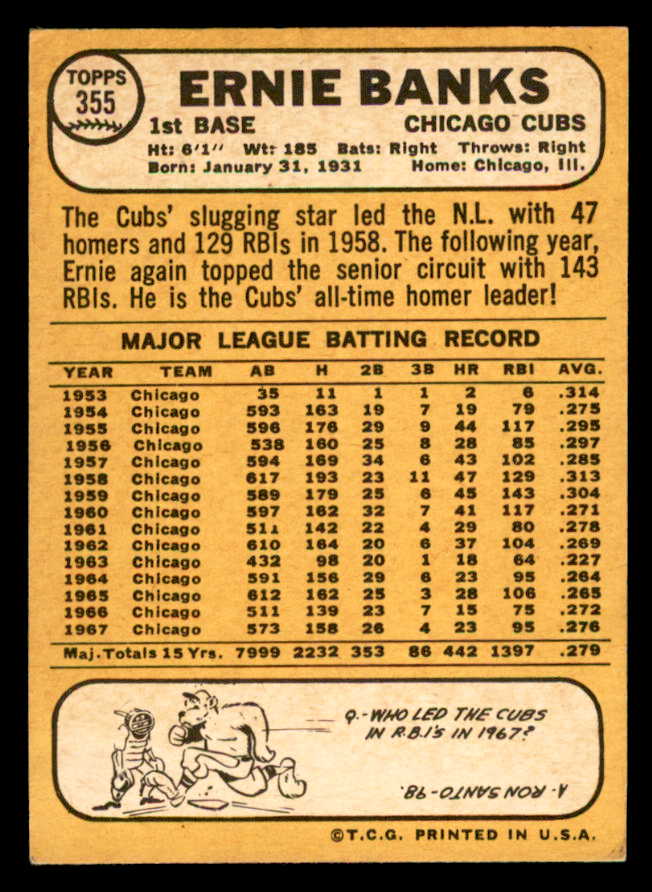 TOPPS
355
ERNIE BANKS
1st BASE CHICAGO CUBS
Ht: 6'1" Wt: 185 Bats: Right Throws: Right
Born: January 31, 1931 Home: Chicago, Ill.
The Cubs' slugging star led the N.L. with 47
homers and 129 RBIs in 1958. The following year,
Ernie again topped the senior circuit with 143
RBIs. He is the Cubs' all-time homer leader!
MAJOR LEAGUE BATTING RECORD
YEAR TEAM AB H 2B 3B HR RBI AVG.
1953 Chicago 35 11 1 1 2 6 .314
1954 Chicago 593 163 19 7 19 79 .275
1955 Chicago 596 176 29 9 44 117 .295
1956 Chicago 538 160 25 8 28 85 .297
1957 Chicago 594 169 34 6 43 102 .285
1958 Chicago 617 193 23 11 47 129 .313
1959 Chicago 589 179 25 6 45 143 .304
1960 Chicago 597 162 32 7 41 117 .271
1961 Chicago 511 142 22 4 29 80 .278
1962 Chicago 610 164 20 6 37 104 .269
1963 Chicago 432 98 20 1 18 64 .227
1964 Chicago 591 156 29 6 23 95 .264
1965 Chicago 612 162 25 3 28 106 .265
1966 Chicago 511 139 23 7 15 75 .272
1967 Chicago 573 158 26 4 23 95 .276
Maj. Totals 15 Yrs. 7999 2232 353 86 442 1397 .279
Q.-WHO LED THE CUBS
IN R.B.I'S IN 1967?
A- RON SANTO-98.
©T.C.G. PRINTED IN U.S.A.